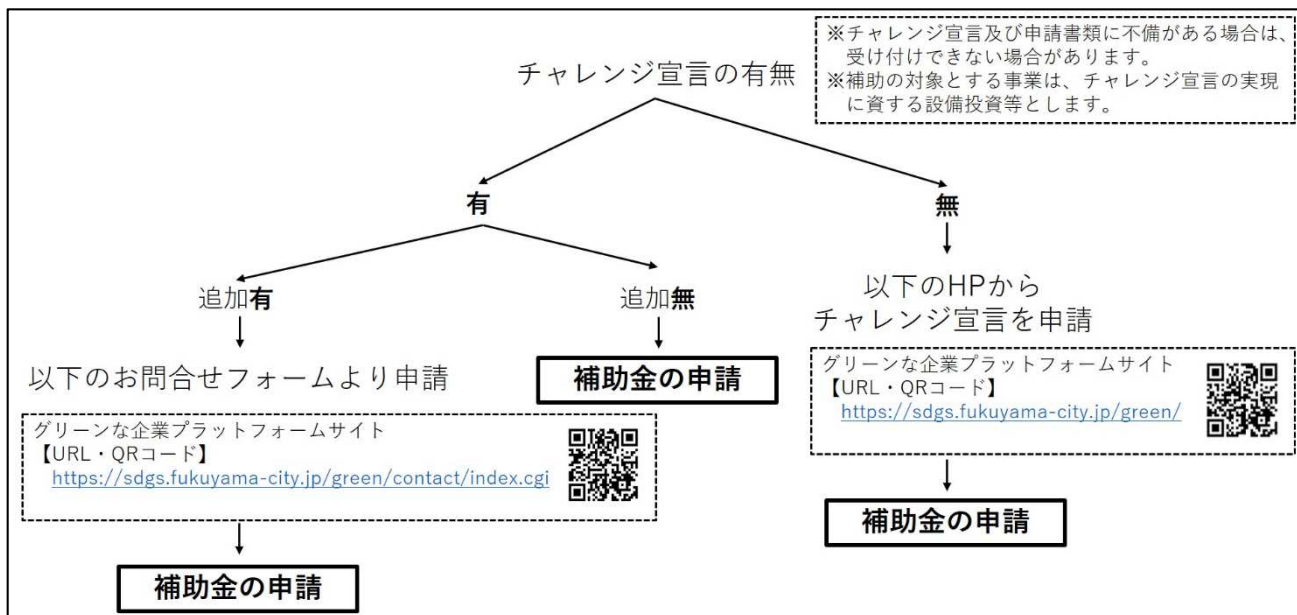 ※チャレンジ宣言及び申請書類に不備がある場合は、
受け付けできない場合があります。
※補助の対象とする事業は、チャレンジ宣言の実現
に資する設備投資等とします。
チャレンジ宣言の有無
有
無
追加有
追加無
以下のHPから
チャレンジ宣言を申請
以下のお問合せフォームより申請
補助金の申請
グリーンな企業プラットフォームサイト
【URL・QRコード】
https://sdgs.fukuyama-city.jp/green/
グリーンな企業プラットフォームサイト
【URL・QRコード】
https://sdgs.fukuyama-city.jp/green/contact/index.cgi
補助金の申請
補助金の申請